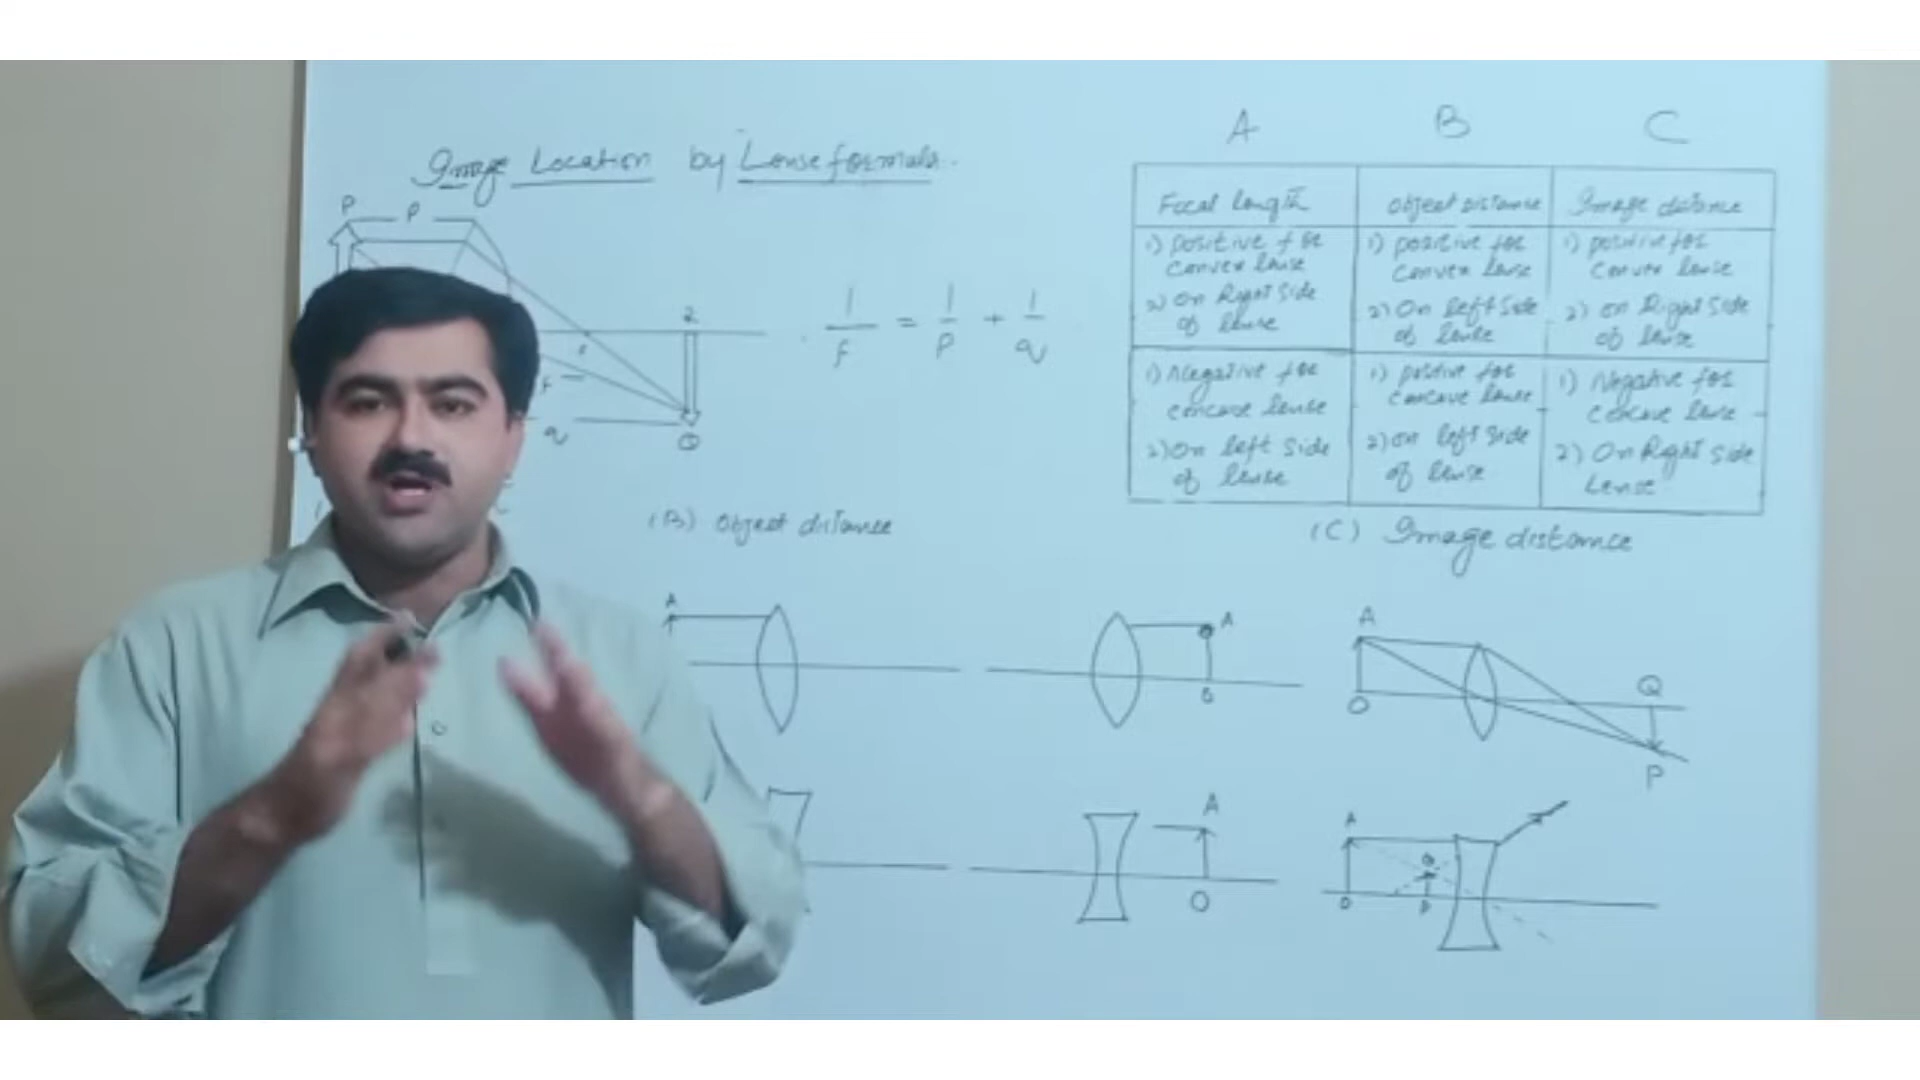 Image Location by Lense formula.
P
P
2
1/f = 1/p + 1/q
F
q
Q
A B C
Focal length
object distance
Image distance
1) positive for
convex lense
2) On Right side
of lense
1) positive for
convex lense
2) On left side
of lense
1) positive for
convex lense
2) on Right side
of lense
1) Negative for
concave lense
2) On left side
of lense
1) positive for
concave lense
2) on left side
of lense
1) Negative for
concave lense
2) On Right side
Lense
(B) object distance
(C) Image distance
A
A
O
A
O
Q
P
A
O
A
O